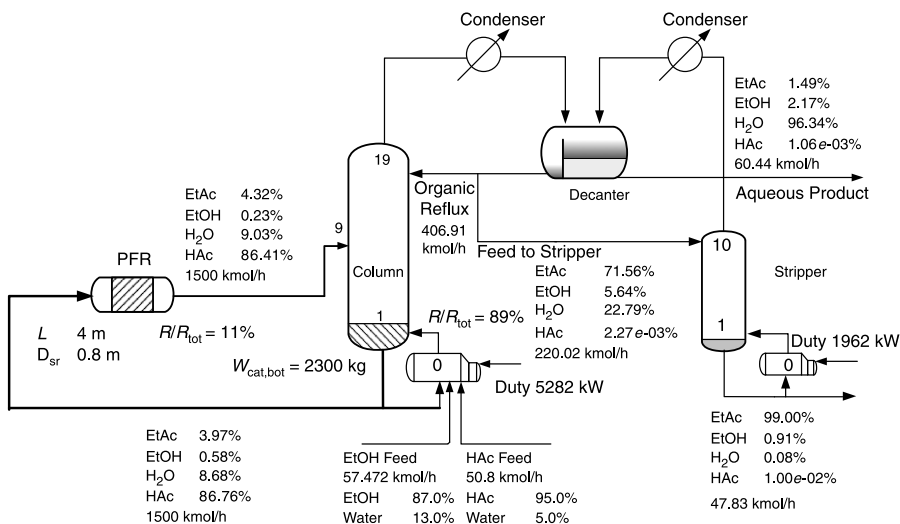 Condenser
Condenser
EtAc 1.49%
EtOH 2.17%
H₂O 96.34%
HAc 1.06e-03%
60.44 kmol/h
Decanter
Aqueous Product
19
Organic
Reflux
406.91
kmol/h
EtAc 4.32%
EtOH 0.23%
H₂O 9.03%
HAc 86.41%
1500 kmol/h
9
Column
1
PFR
L 4 m
D_sr 0.8 m
R/R_tot = 11%
W_cat,bot = 2300 kg
R/R_tot = 89%
0
Duty 5282 kW
Feed to Stripper
EtAc 71.56%
EtOH 5.64%
H₂O 22.79%
HAc 2.27e-03%
220.02 kmol/h
10
Stripper
1
Duty 1962 kW
0
EtAc 3.97%
EtOH 0.58%
H₂O 8.68%
HAc 86.76%
1500 kmol/h
EtOH Feed
57.472 kmol/h
EtOH 87.0%
Water 13.0%
HAc Feed
50.8 kmol/h
HAc 95.0%
Water 5.0%
EtAc 99.00%
EtOH 0.91%
H₂O 0.08%
HAc 1.00e-02%
47.83 kmol/h